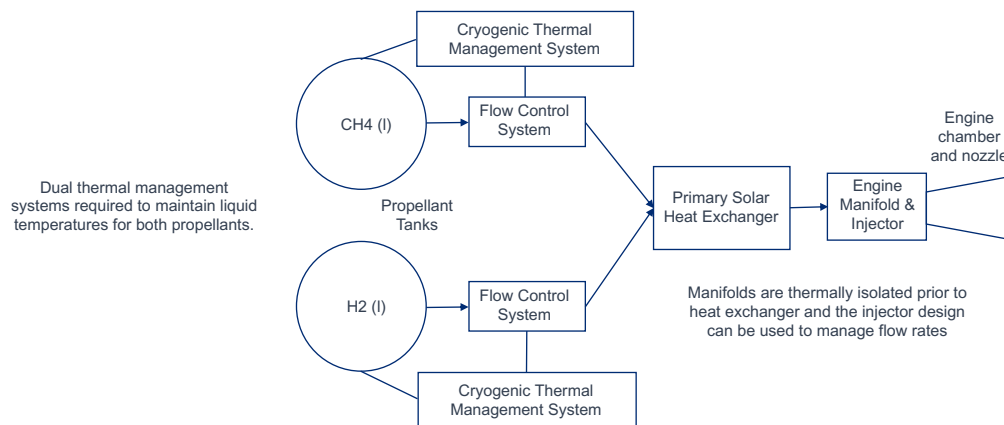 Cryogenic Thermal
Management System
CH4 (l)
Flow Control
System
Engine
chamber
and nozzle
Dual thermal management
systems required to maintain liquid
temperatures for both propellants.
Propellant
Tanks
Primary Solar
Heat Exchanger
Engine
Manifold &
Injector
H2 (l)
Flow Control
System
Manifolds are thermally isolated prior to
heat exchanger and the injector design
can be used to manage flow rates
Cryogenic Thermal
Management System